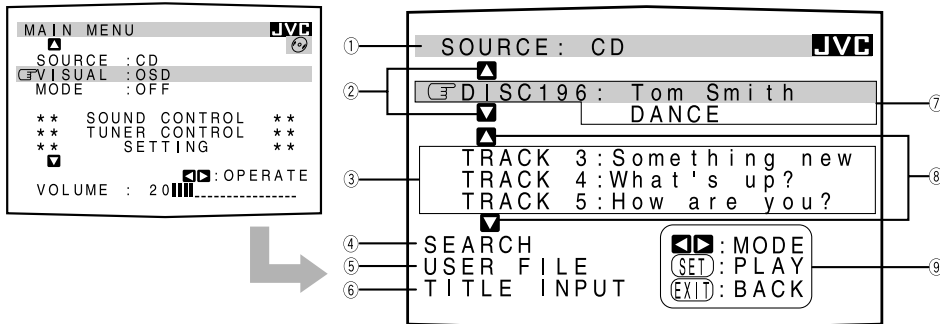 MAIN MENU JVC
SOURCE :CD
VISUAL :OSD
MODE :OFF
** SOUND CONTROL **
** TUNER CONTROL **
** SETTING **
:OPERATE
VOLUME : 20
① SOURCE: CD JVC
② DISC196: Tom Smith ⑦
DANCE
③ TRACK 3:Something new
TRACK 4:What's up?
TRACK 5:How are you?
⑧
④ SEARCH
⑤ USER FILE
⑥ TITLE INPUT
:MODE
SET:PLAY ⑨
EXIT:BACK